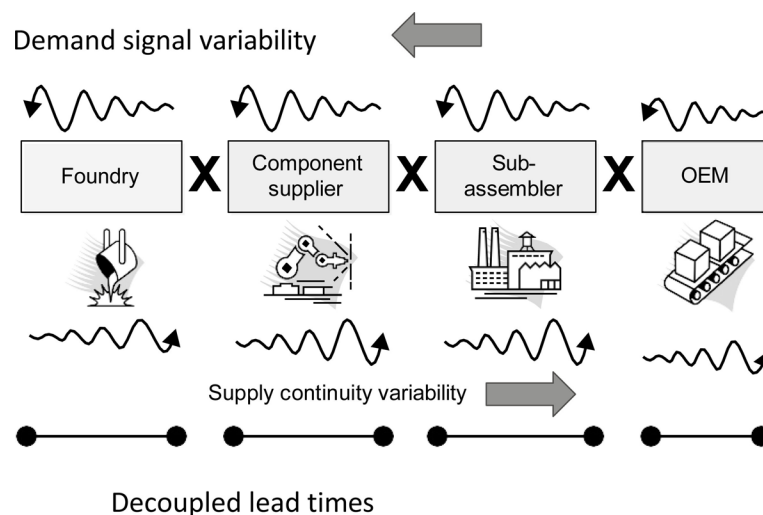 Demand signal variability
Foundry
X
Component
supplier
X
Sub-
assembler
X
OEM
Supply continuity variability
Decoupled lead times